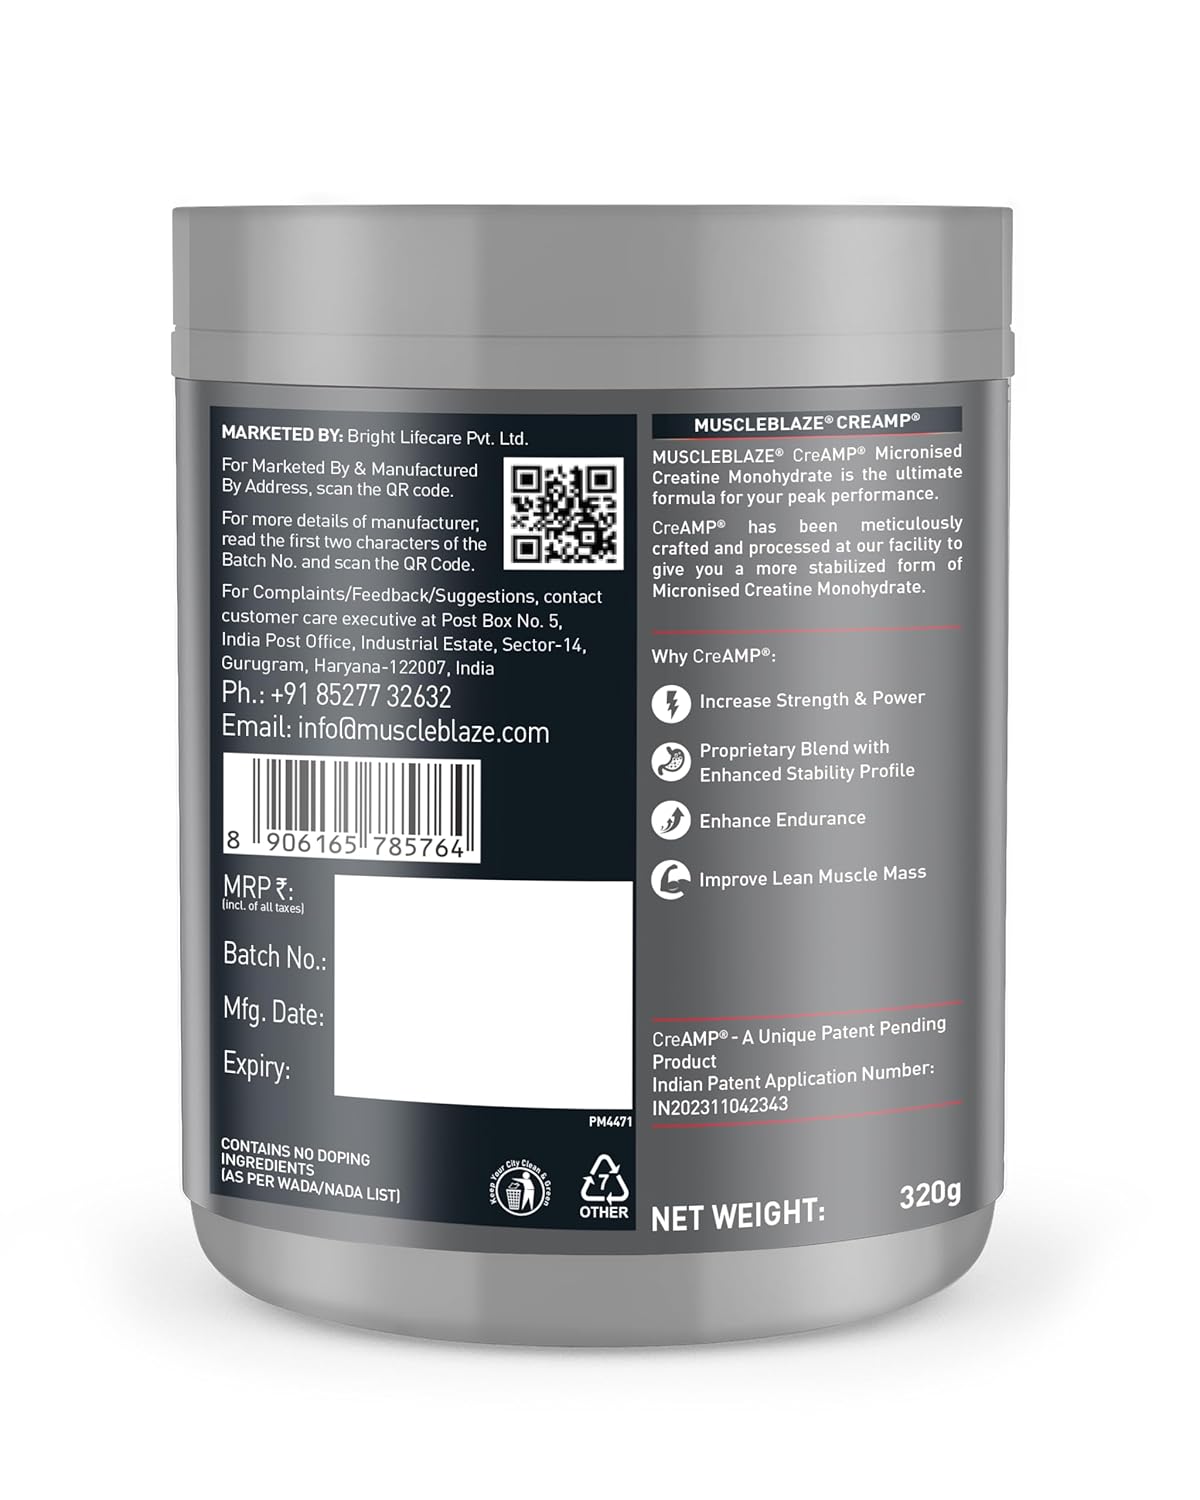 MARKETED BY: Bright Lifecare Pvt. Ltd.
For Marketed By & Manufactured
By Address, scan the QR code.
For more details of manufacturer,
read the first two characters of the
Batch No. and scan the QR Code.
For Complaints/Feedback/Suggestions, contact
customer care executive at Post Box No. 5,
India Post Office, Industrial Estate, Sector-14,
Gurugram, Haryana-122007, India
Ph.: +91 85277 32632
Email: info@muscleblaze.com
8 906165 785764
MRP ₹:
(incl. of all taxes)
Batch No.:
Mfg. Date:
Expiry:
PM4471
CONTAINS NO DOPING
INGREDIENTS
(AS PER WADA/NADA LIST)
Keep Your City Clean & Green
7
OTHER
MUSCLEBLAZE® CREAMP®
MUSCLEBLAZE® CreAMP® Micronised
Creatine Monohydrate is the ultimate
formula for your peak performance.
CreAMP® has been meticulously
crafted and processed at our facility to
give you a more stabilized form of
Micronised Creatine Monohydrate.
Why CreAMP®:
Increase Strength & Power
Proprietary Blend with
Enhanced Stability Profile
Enhance Endurance
Improve Lean Muscle Mass
CreAMP® - A Unique Patent Pending
Product
Indian Patent Application Number:
IN202311042343
NET WEIGHT: 320g